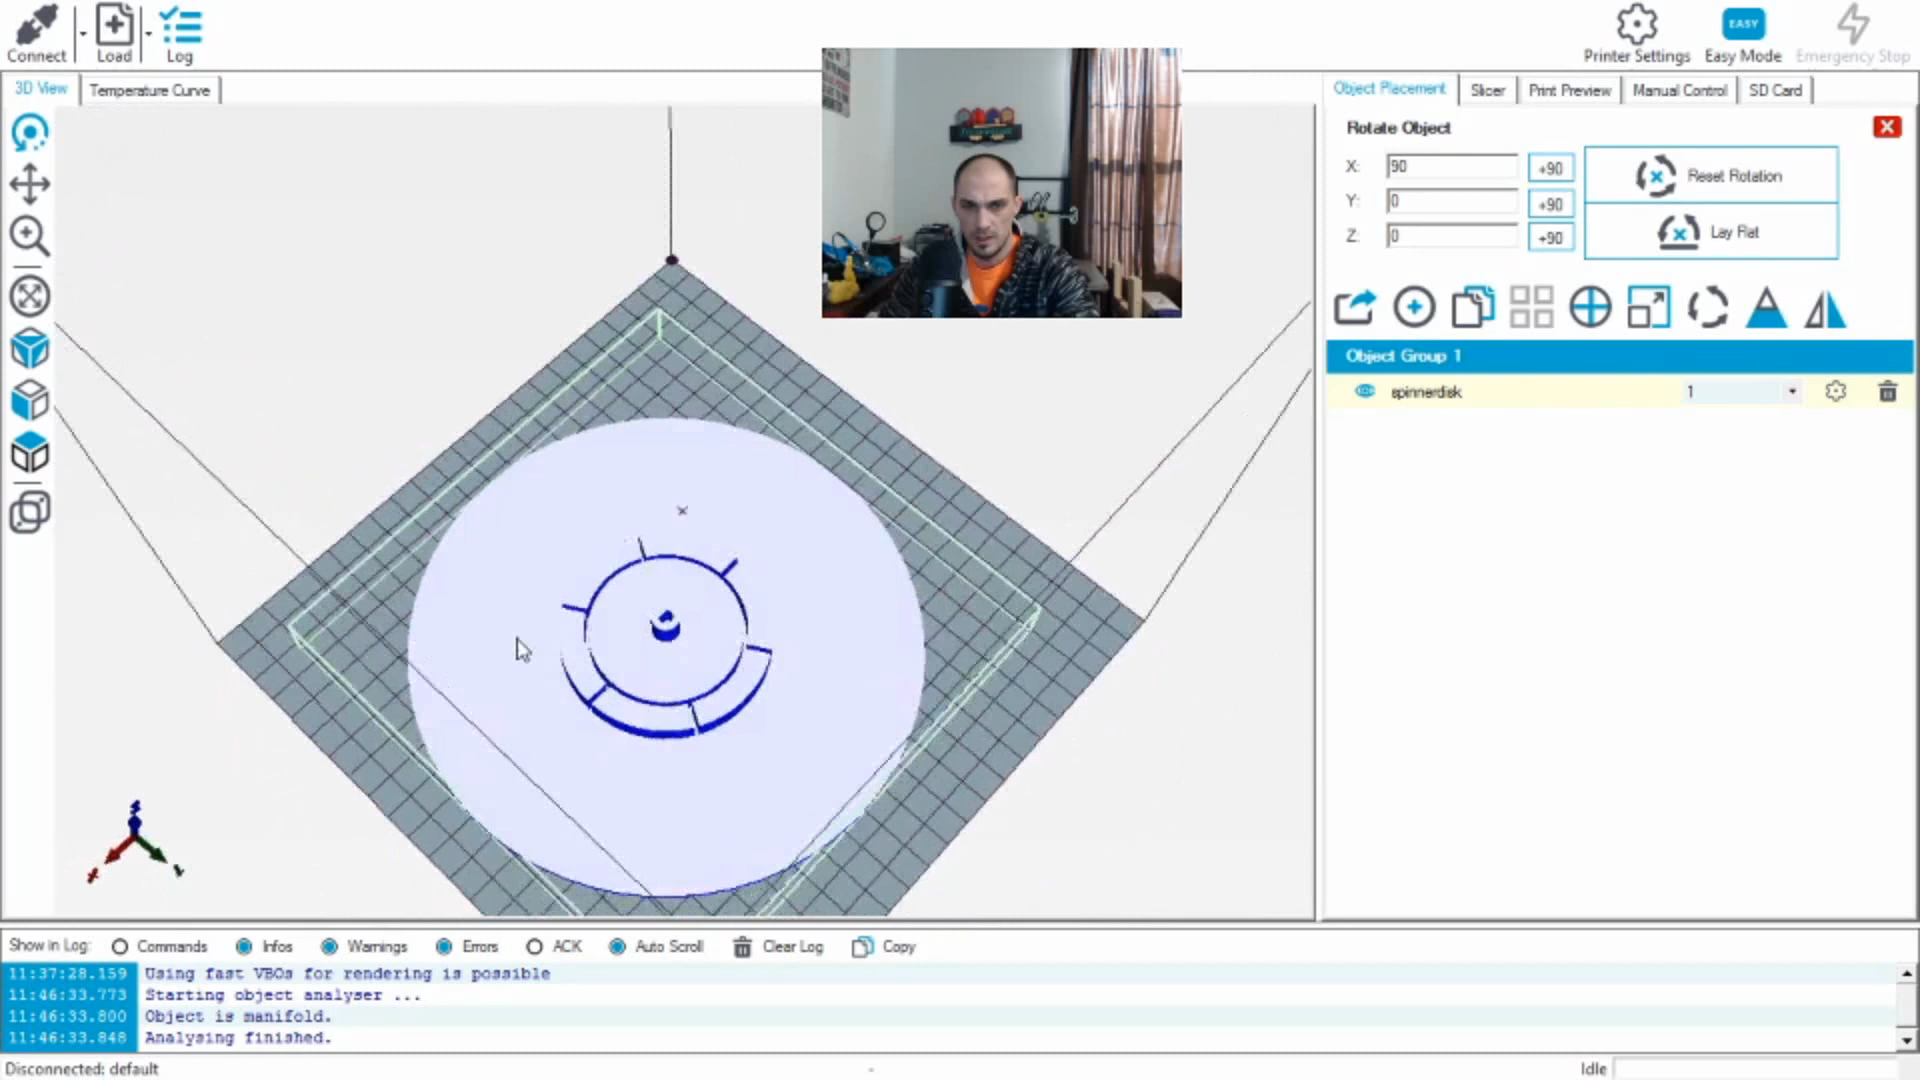 Connect
Load
Log
Printer Settings
EASY
Easy Mode
Emergency Stop
3D View
Temperature Curve
Object Placement
Slicer
Print Preview
Manual Control
SD Card
Rotate Object
X:
90
+90
Reset Rotation
Y:
0
+90
Lay Flat
Z:
0
+90
Object Group 1
spinnerdisk
1
Show in Log:
Commands
Infos
Warnings
Errors
ACK
Auto Scroll
Clear Log
Copy
11:37:28.159 Using fast VBOs for rendering is possible
11:46:33.773 Starting object analyser ...
11:46:33.800 Object is manifold.
11:46:33.848 Analysing finished.
Disconnected: default
-
Idle